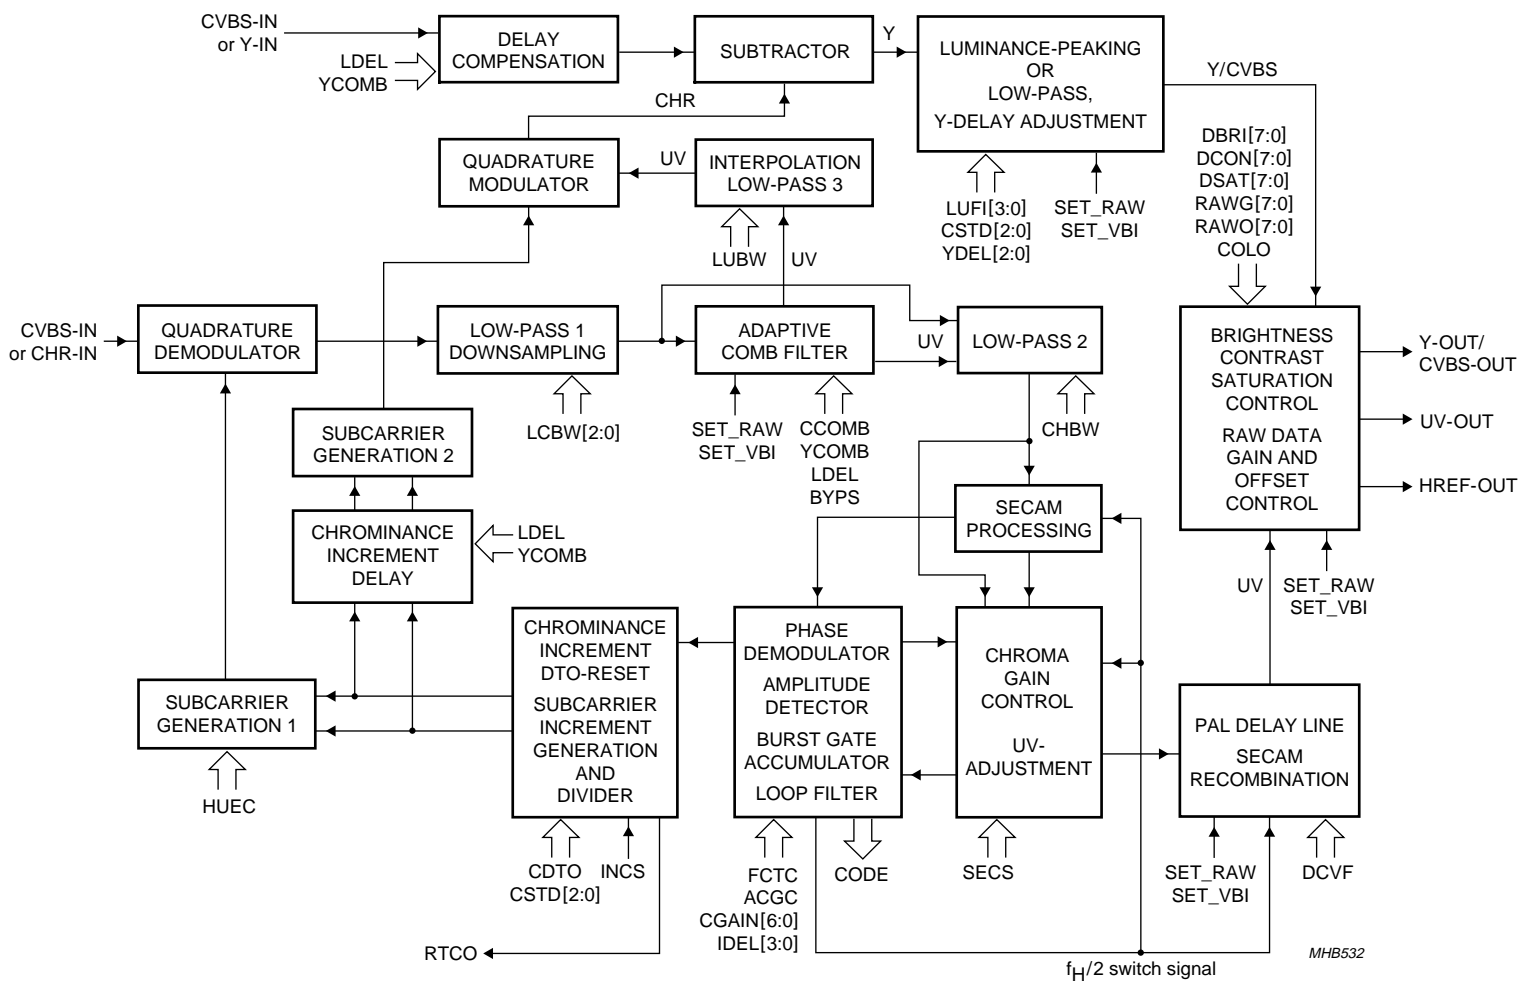 CVBS-IN
or Y-IN
LDEL
YCOMB
DELAY
COMPENSATION
SUBTRACTOR
Y
LUMINANCE-PEAKING
OR
LOW-PASS,
Y-DELAY ADJUSTMENT
Y/CVBS
CHR
QUADRATURE
MODULATOR
UV
INTERPOLATION
LOW-PASS 3
LUBW
UV
LUFI[3:0]
CSTD[2:0]
YDEL[2:0]
SET_RAW
SET_VBI
DBRI[7:0]
DCON[7:0]
DSAT[7:0]
RAWG[7:0]
RAWO[7:0]
COLO
CVBS-IN
or CHR-IN
QUADRATURE
DEMODULATOR
LOW-PASS 1
DOWNSAMPLING
LCBW[2:0]
ADAPTIVE
COMB FILTER
SET_RAW
SET_VBI
CCOMB
YCOMB
LDEL
BYPS
UV
LOW-PASS 2
CHBW
BRIGHTNESS
CONTRAST
SATURATION
CONTROL
RAW DATA
GAIN AND
OFFSET
CONTROL
Y-OUT/
CVBS-OUT
UV-OUT
HREF-OUT
SUBCARRIER
GENERATION 2
CHROMINANCE
INCREMENT
DELAY
LDEL
YCOMB
SECAM
PROCESSING
UV
SET_RAW
SET_VBI
SUBCARRIER
GENERATION 1
HUEC
CHROMINANCE
INCREMENT
DTO-RESET
SUBCARRIER
INCREMENT
GENERATION
AND
DIVIDER
CDTO
CSTD[2:0]
INCS
RTCO
PHASE
DEMODULATOR
AMPLITUDE
DETECTOR
BURST GATE
ACCUMULATOR
LOOP FILTER
FCTC
ACGC
CGAIN[6:0]
IDEL[3:0]
CODE
CHROMA
GAIN
CONTROL
UV-
ADJUSTMENT
SECS
PAL DELAY LINE
SECAM
RECOMBINATION
SET_RAW
SET_VBI
DCVF
fH/2 switch signal
MHB532